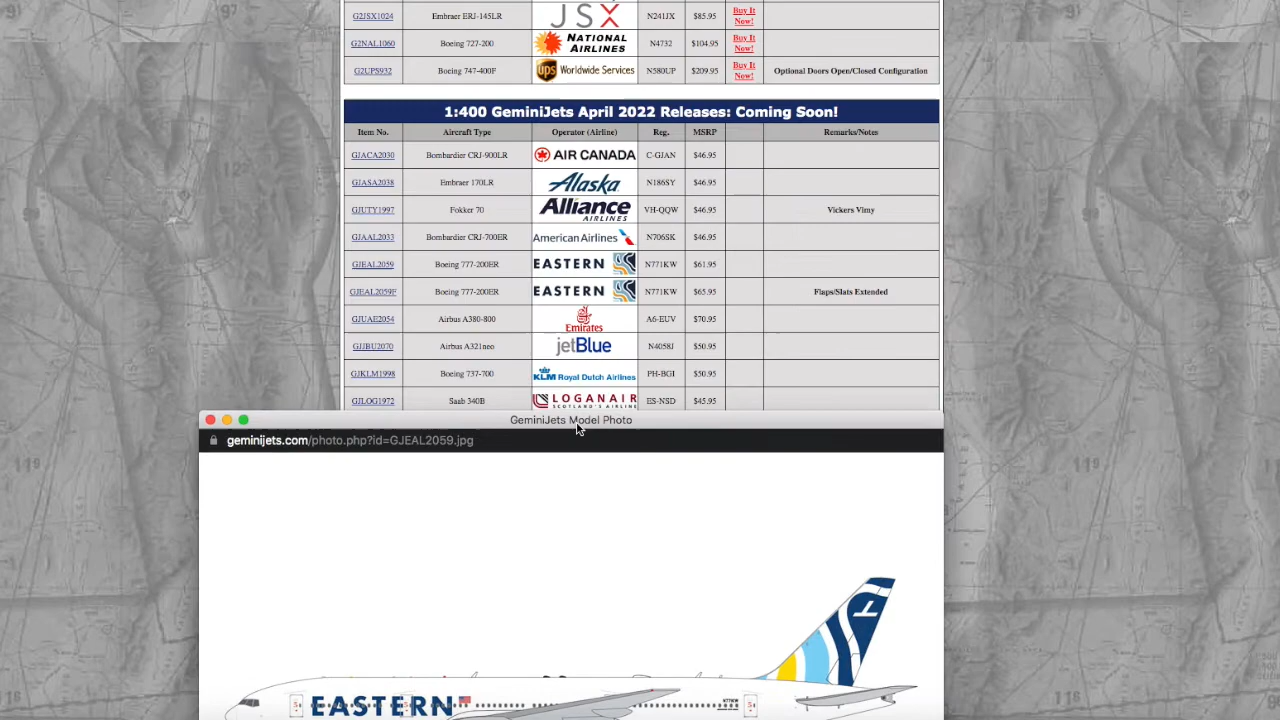 G2JSX1024 Embraer ERJ-145LR JSX N241JX $85.95 Buy It Now!
G2NAL1060 Boeing 727-200 NATIONAL AIRLINES N4732 $104.95 Buy It Now!
G2UPS932 Boeing 747-400F ups Worldwide Services N580UP $209.95 Buy It Now! Optional Doors Open/Closed Configuration
1:400 GeminiJets April 2022 Releases: Coming Soon!
Item No. Aircraft Type Operator (Airline) Reg. MSRP Remarks/Notes
GJACA2030 Bombardier CRJ-900LR AIR CANADA C-GJAN $46.95
GJASA2038 Embraer 170LR Alaska N186SY $46.95
GJUTY1997 Fokker 70 Alliance AIRLINES VH-QQW $46.95 Vickers Vimy
GJAAL2033 Bombardier CRJ-700ER American Airlines N706SK $46.95
GJEAL2059 Boeing 777-200ER EASTERN N771KW $61.95
GJEAL2059F Boeing 777-200ER EASTERN N771KW $65.95 Flaps/Slats Extended
GJUAE2054 Airbus A380-800 Emirates A6-EUV $70.95
GJJBU2070 Airbus A321neo jetBlue N4058J $50.95
GJKLM1998 Boeing 737-700 KLM Royal Dutch Airlines PH-BGI $50.95
GJLOG1972 Saab 340B LOGANAIR SCOTLAND'S AIRLINE ES-NSD $45.95
GeminiJets Model Photo
geminijets.com/photo.php?id=GJEAL2059.jpg
EASTERN